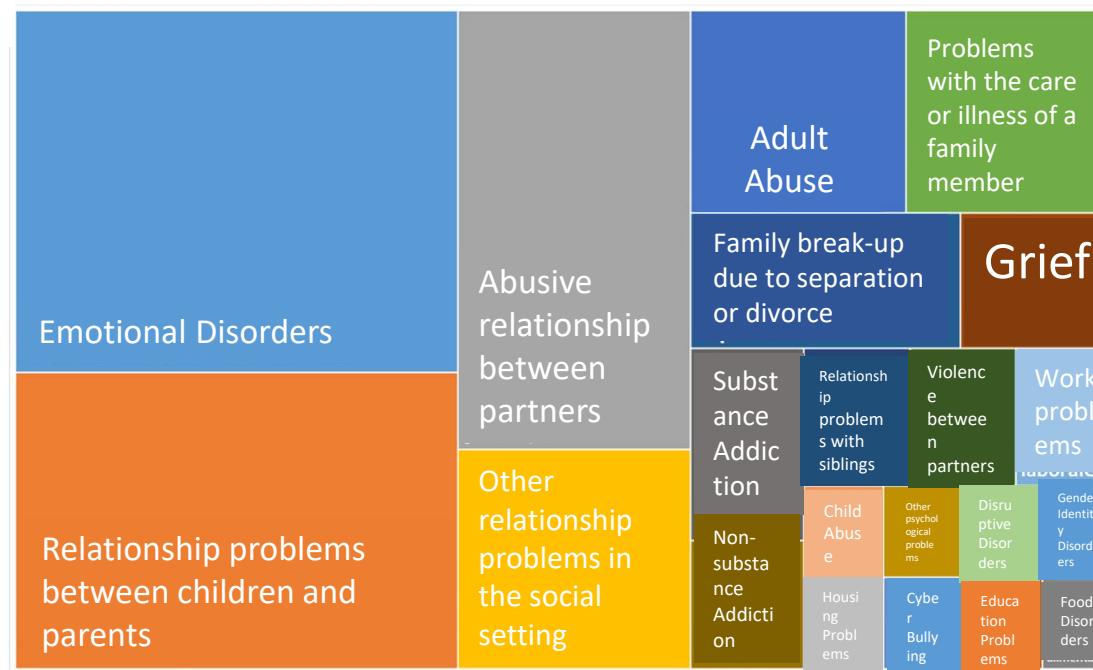 Emotional Disorders
Relationship problems
between children and
parents
Abusive
relationship
between
partners
Other
relationship
problems in
the social
setting
Adult
Abuse
Problems
with the care
or illness of a
family
member
Family break-up
due to separation
or divorce
Grief
Subst
ance
Addic
tion
Relationsh
ip
problem
s with
siblings
Violenc
e
betwee
n
partners
Work
probl
ems
Non-
substa
nce
Addicti
on
Child
Abus
e
Other
psychol
ogical
proble
ms
Disru
ptive
Disor
ders
Gende
Identit
y
Disord
ers
Housi
ng
Probl
ems
Cybe
r
Bully
ing
Educa
tion
Probl
ems
Food
Disor
ders